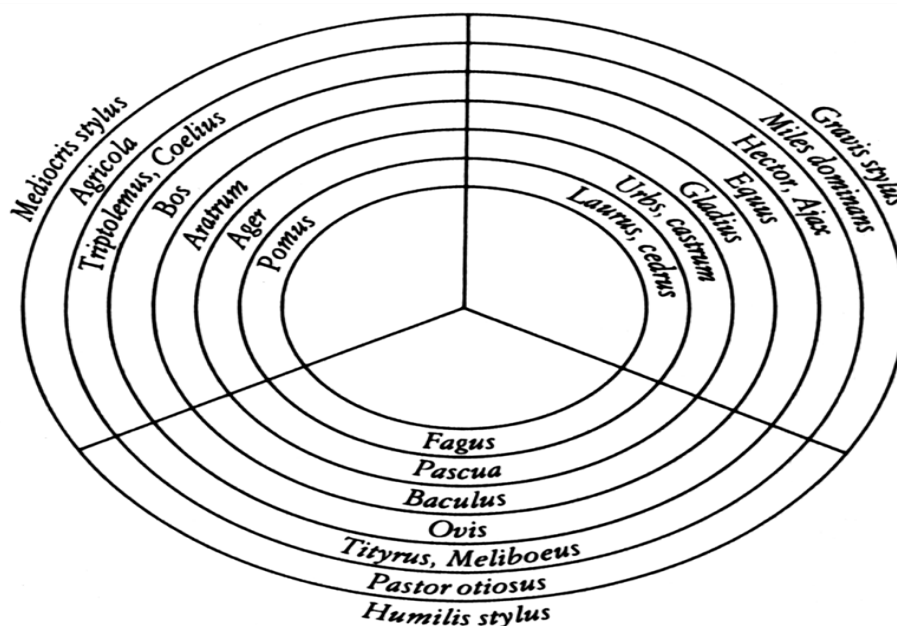 Mediocris stylus
Agricola
Triptolemus, Coelius
Bos
Aratrum
Ager
Pomus
Gravis stylus
Miles dominans
Hector, Ajax
Equus
Gladius
Urbs, castrum
Laurus, cedrus
Fagus
Pascua
Baculus
Ovis
Tityrus, Meliboeus
Pastor otiosus
Humilis stylus